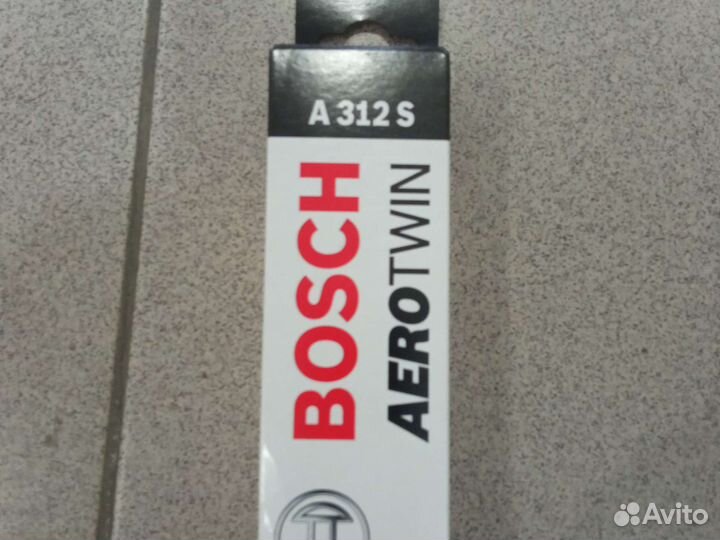 A 312 S
BOSCH
AEROTWIN
Avito